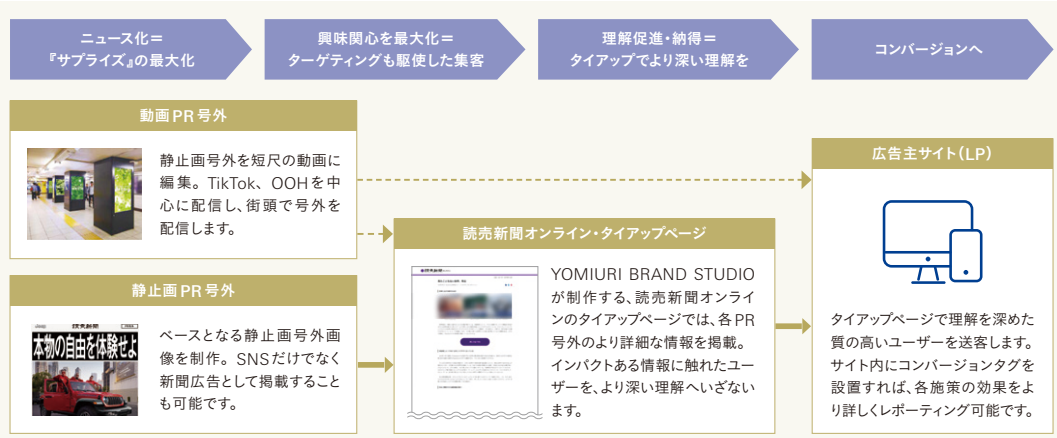 ニュース化＝
『サプライズ』の最大化
興味関心を最大化＝
ターゲティングも駆使した集客
理解促進・納得＝
タイアップでより深い理解を
コンバージョンへ
動画PR号外
静止画号外を短尺の動画に
編集。TikTok、OOHを中
心に配信し、街頭で号外を
配信します。
静止画PR号外
読売新聞
本物の自由を体験せよ
ベースとなる静止画号外画
像を制作。SNSだけでなく
新聞広告として掲載すること
も可能です。
読売新聞オンライン・タイアップページ
読売新聞
YOMIURI BRAND STUDIO
が制作する、読売新聞オンライ
ンのタイアップページでは、各PR
号外のより詳細な情報を掲載。
インパクトある情報に触れたユー
ザーを、より深い理解へいざない
ます。
広告主サイト（LP）
タイアップページで理解を深めた
質の高いユーザーを送客します。
サイト内にコンバージョンタグを
設置すれば、各施策の効果をよ
り詳しくレポーティング可能です。